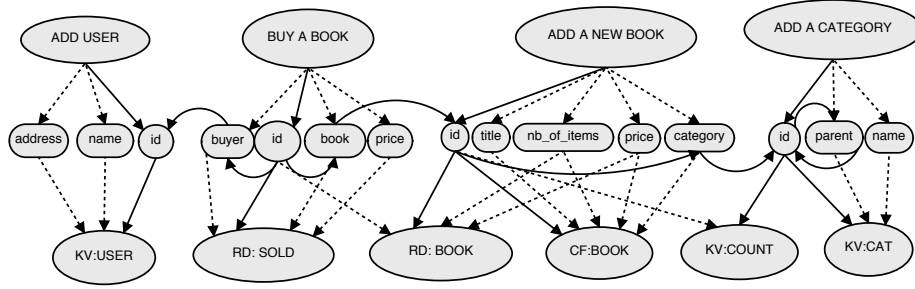 ADD USER
BUY A BOOK
ADD A NEW BOOK
ADD A CATEGORY
address
name
id
buyer
id
book
price
id
title
nb_of_items
price
category
id
parent
name
KV:USER
RD: SOLD
RD: BOOK
CF:BOOK
KV:COUNT
KV:CAT